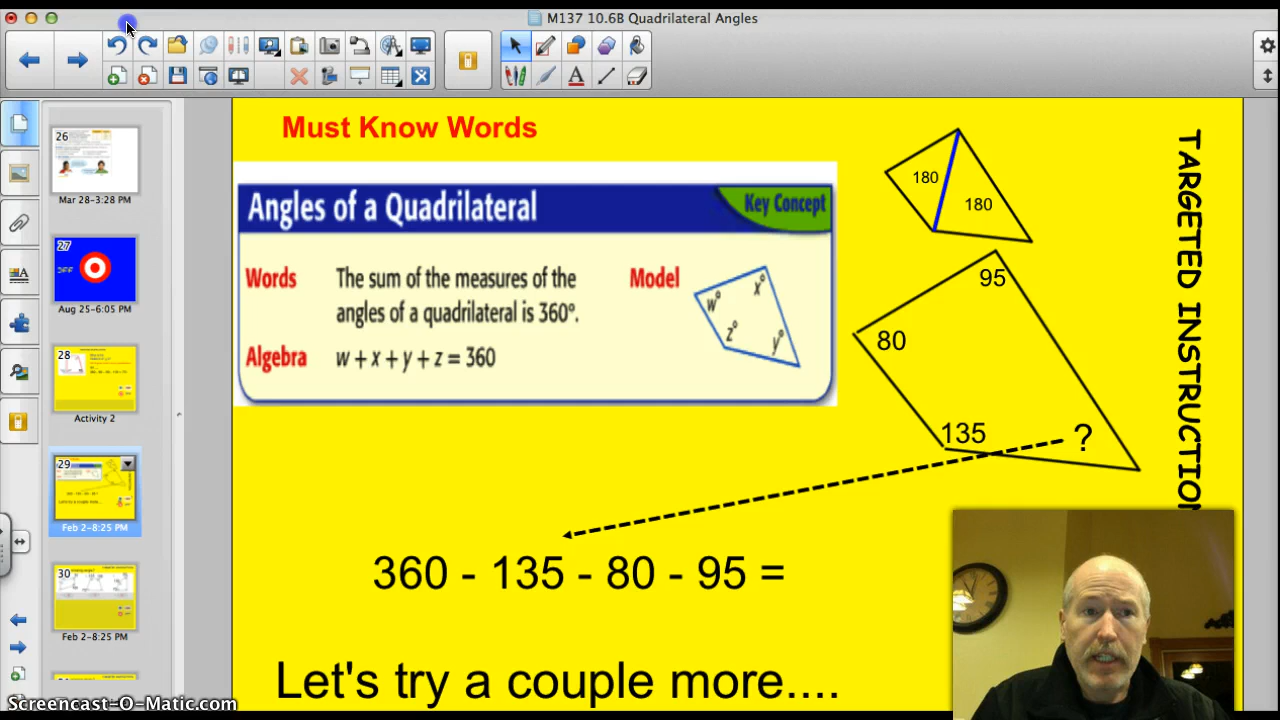 M137 10.6B Quadrilateral Angles
26
Mar 28-3:28 PM
27
Aug 25-6:05 PM
28
Activity 2
29
Feb 2-8:25 PM
30
Feb 2-8:25 PM
Must Know Words
Angles of a Quadrilateral
Key Concept
Words
The sum of the measures of the
angles of a quadrilateral is 360°.
Model
w°
x°
z°
y°
Algebra
w + x + y + z = 360
180
180
95
80
135
?
TARGETED INSTRUCTION
360 - 135 - 80 - 95 =
Let's try a couple more....
Screencast-O-Matic.com